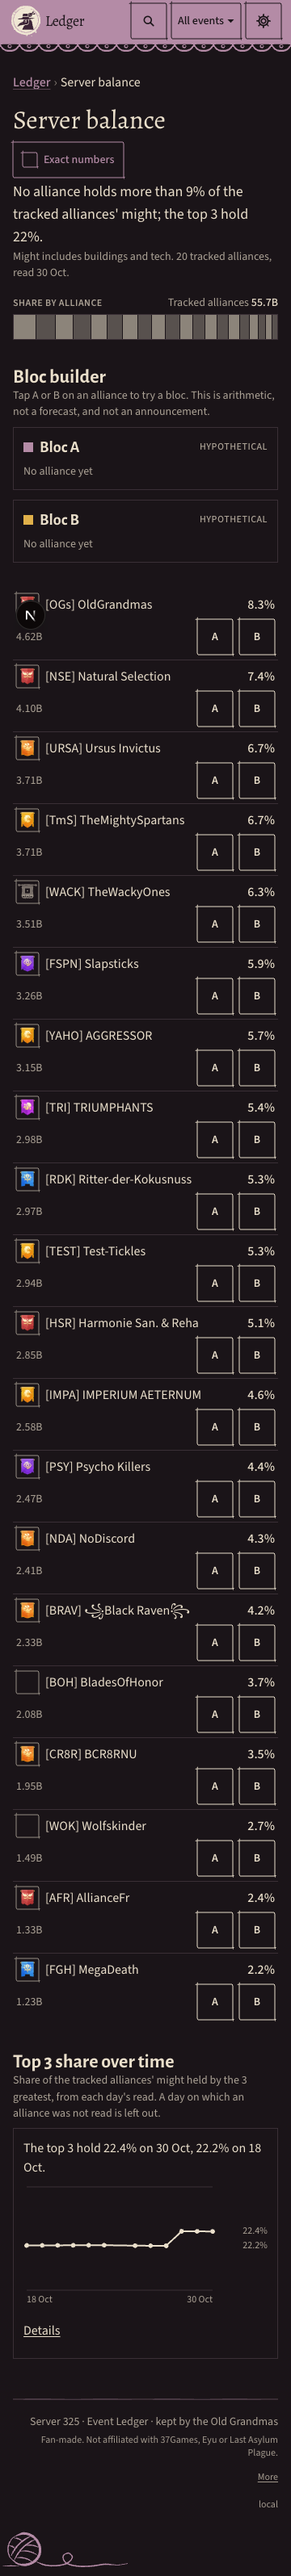 Ledger
All events
Ledger › Server balance
Server balance
Exact numbers
No alliance holds more than 9% of the
tracked alliances' might; the top 3 hold
22%.
Might includes buildings and tech. 20 tracked alliances,
read 30 Oct.
SHARE BY ALLIANCE
Tracked alliances 55.7B
Bloc builder
Tap A or B on an alliance to try a bloc. This is arithmetic,
not a forecast, and not an announcement.
Bloc A
HYPOTHETICAL
No alliance yet
Bloc B
HYPOTHETICAL
No alliance yet
[OGs] OldGrandmas 8.3%
N
4.62B A B
[NSE] Natural Selection 7.4%
4.10B A B
[URSA] Ursus Invictus 6.7%
3.71B A B
[TmS] TheMightySpartans 6.7%
3.71B A B
[WACK] TheWackyOnes 6.3%
3.51B A B
[FSPN] Slapsticks 5.9%
3.26B A B
[YAHO] AGGRESSOR 5.7%
3.15B A B
[TRI] TRIUMPHANTS 5.4%
2.98B A B
[RDK] Ritter-der-Kokusnuss 5.3%
2.97B A B
[TEST] Test-Tickles 5.3%
2.94B A B
[HSR] Harmonie San. & Reha 5.1%
2.85B A B
[IMPA] IMPERIUM AETERNUM 4.6%
2.58B A B
[PSY] Psycho Killers 4.4%
2.47B A B
[NDA] NoDiscord 4.3%
2.41B A B
[BRAV] ꧁Black Raven꧂ 4.2%
2.33B A B
[BOH] BladesOfHonor 3.7%
2.08B A B
[CR8R] BCR8RNU 3.5%
1.95B A B
[WOK] Wolfskinder 2.7%
1.49B A B
[AFR] AllianceFr 2.4%
1.33B A B
[FGH] MegaDeath 2.2%
1.23B A B
Top 3 share over time
Share of the tracked alliances' might held by the 3
greatest, from each day's read. A day on which an
alliance was not read is left out.
The top 3 hold 22.4% on 30 Oct, 22.2% on 18
Oct.
22.4%
22.2%
18 Oct 30 Oct
Details
Server 325 · Event Ledger · kept by the Old Grandmas
Fan-made. Not affiliated with 37Games, Eyu or Last Asylum
Plague.
More
local